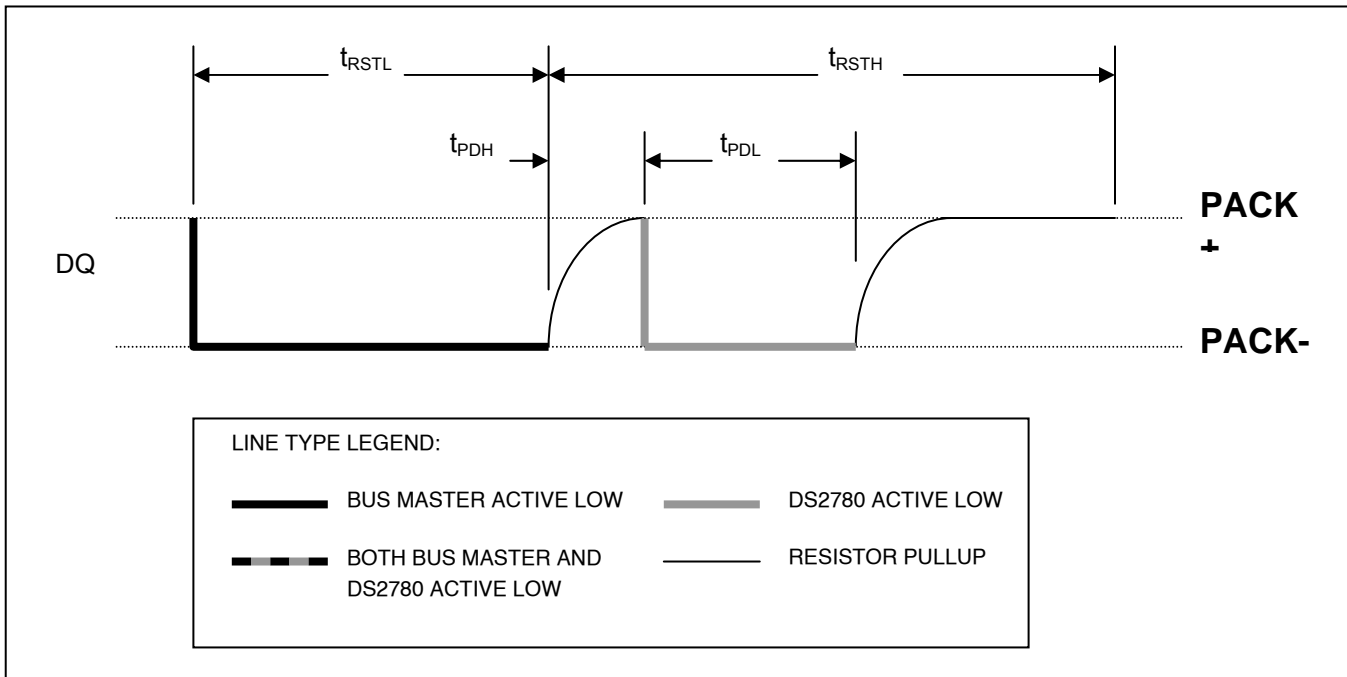 tRSTL
tRSTH
tPDH
tPDL
PACK
+
DQ
PACK-
LINE TYPE LEGEND:
BUS MASTER ACTIVE LOW
DS2780 ACTIVE LOW
BOTH BUS MASTER AND
DS2780 ACTIVE LOW
RESISTOR PULLUP